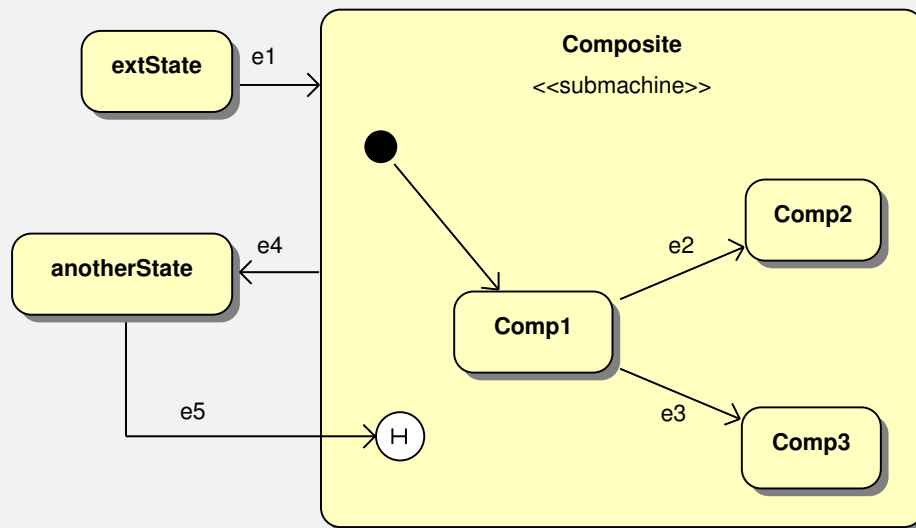 extState
e1
Composite
<<submachine>>
Comp2
anotherState
e4
e2
Comp1
e5
H
e3
Comp3